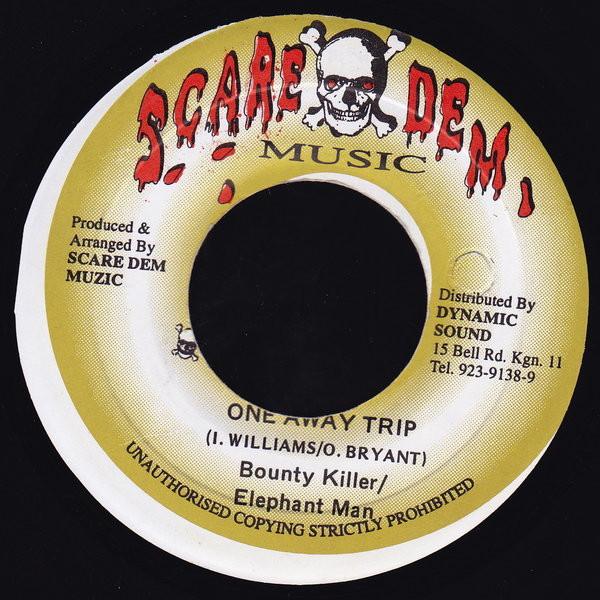 SCARE DEM
MUSIC
Produced &
Arranged By
SCARE DEM
MUZIC
Distributed By
DYNAMIC
SOUND
15 Bell Rd. Kgn. 11
Tel. 923-9138-9
ONE AWAY TRIP
(I. WILLIAMS/O. BRYANT)
Bounty Killer/
Elephant Man
UNAUTHORISED COPYING STRICTLY PROHIBITED